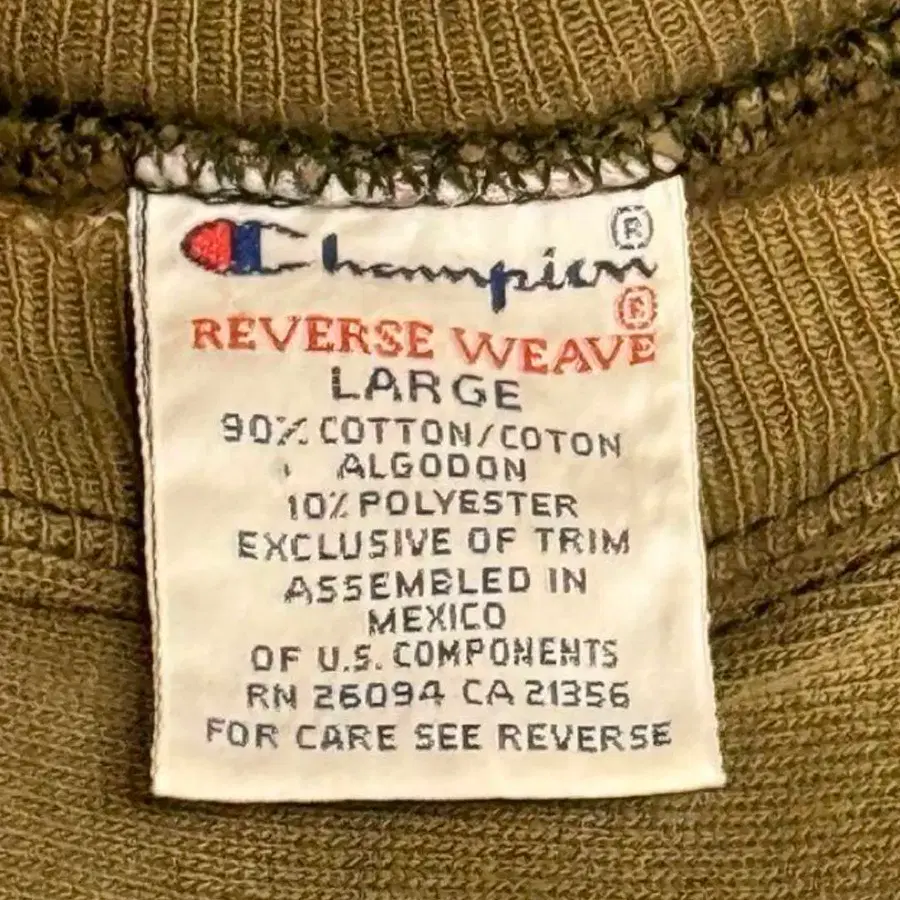 Champion ®
REVERSE WEAVE ®
LARGE
90% COTTON/COTON
ALGODON
10% POLYESTER
EXCLUSIVE OF TRIM
ASSEMBLED IN
MEXICO
OF U.S. COMPONENTS
RN 26094 CA 21356
FOR CARE SEE REVERSE